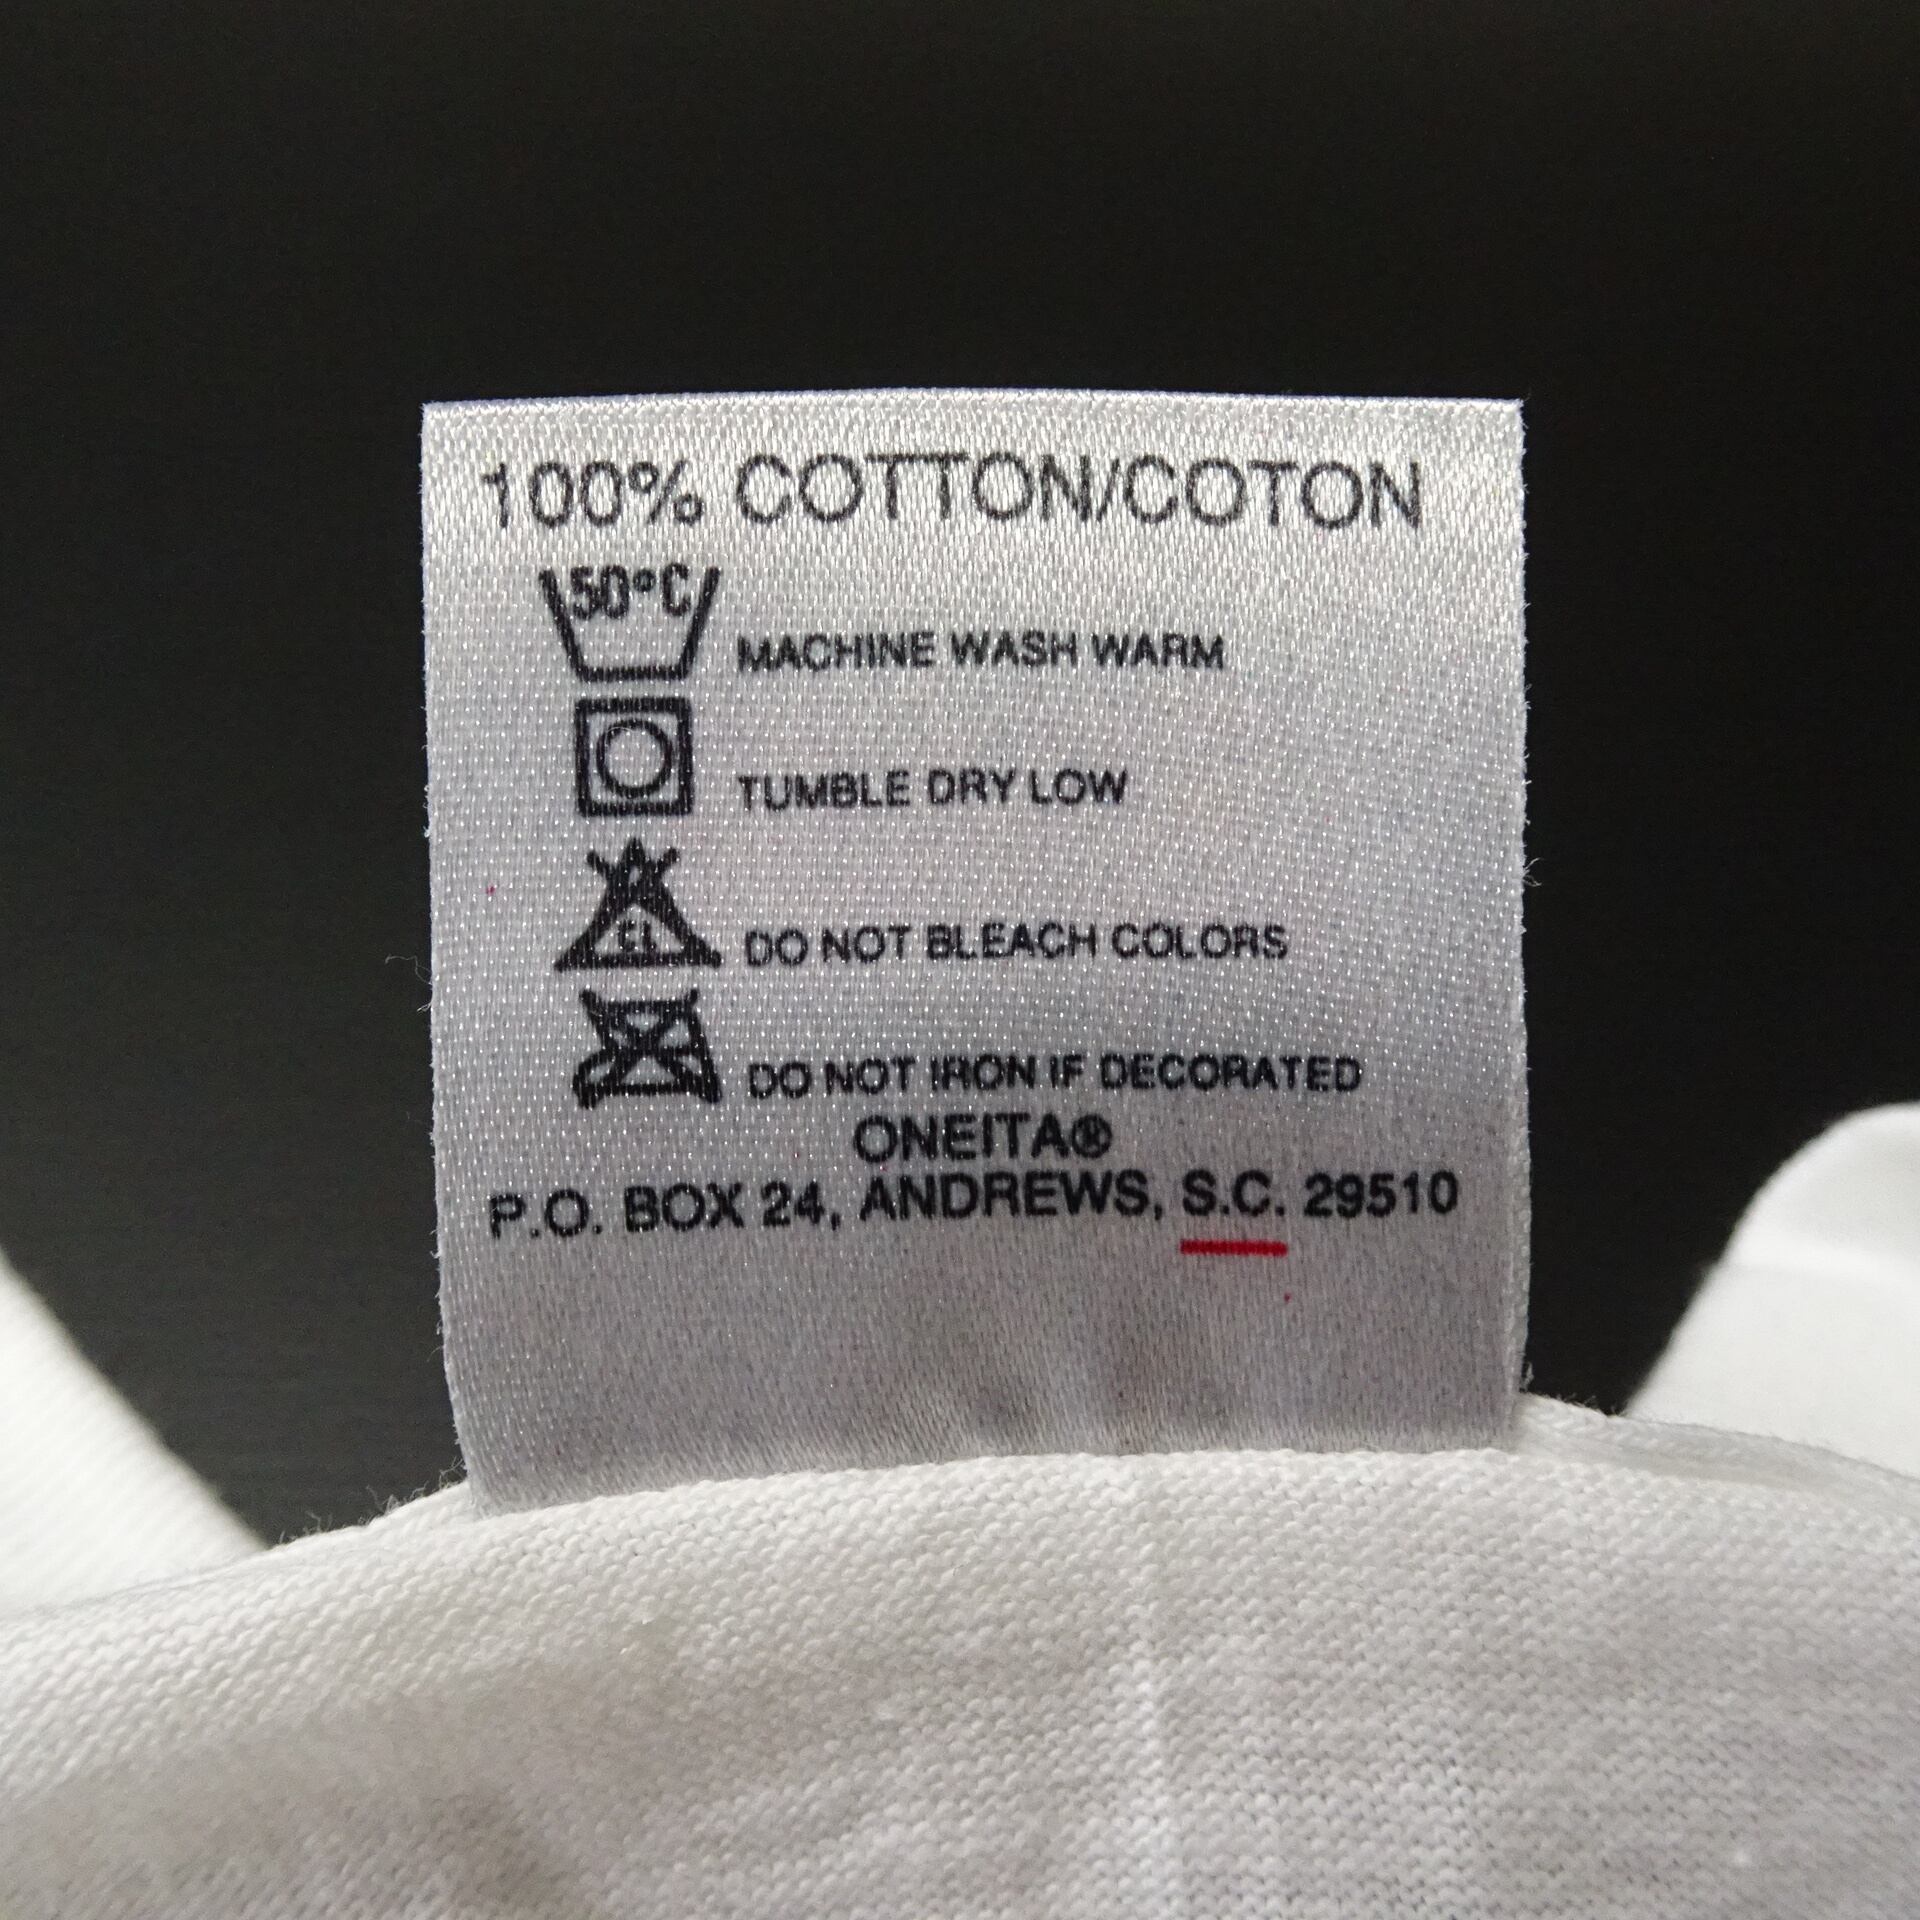 100% COTTON/COTON
50°C MACHINE WASH WARM
TUMBLE DRY LOW
CL DO NOT BLEACH COLORS
DO NOT IRON IF DECORATED
ONEITA®
P.O. BOX 24, ANDREWS, S.C. 29510